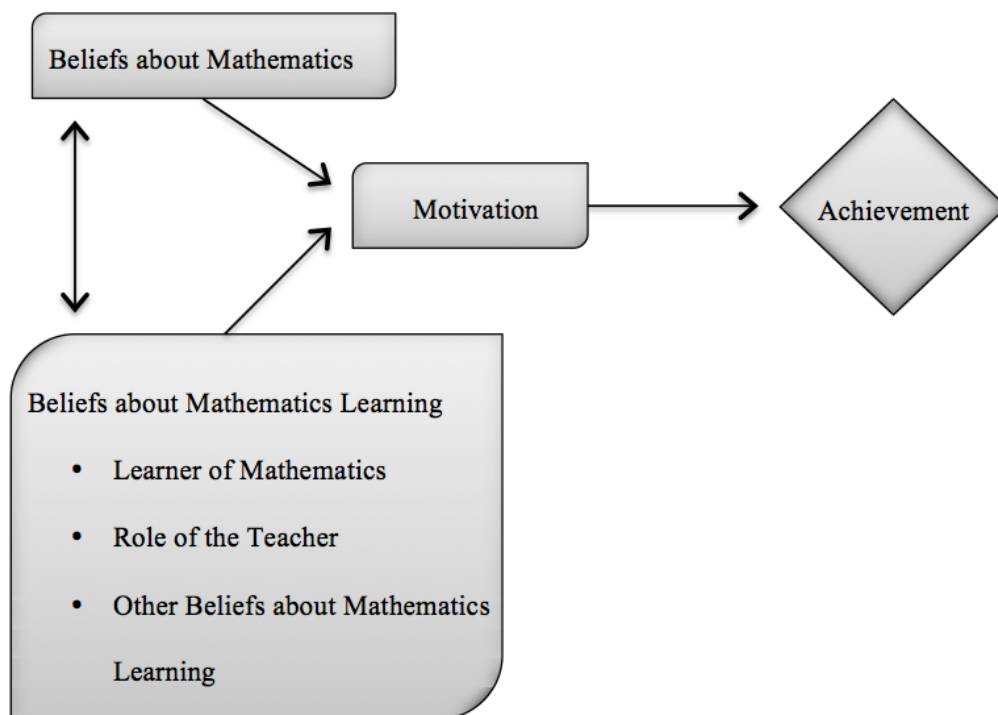 Beliefs about Mathematics
Motivation
Achievement
Beliefs about Mathematics Learning
• Learner of Mathematics
• Role of the Teacher
• Other Beliefs about Mathematics
Learning